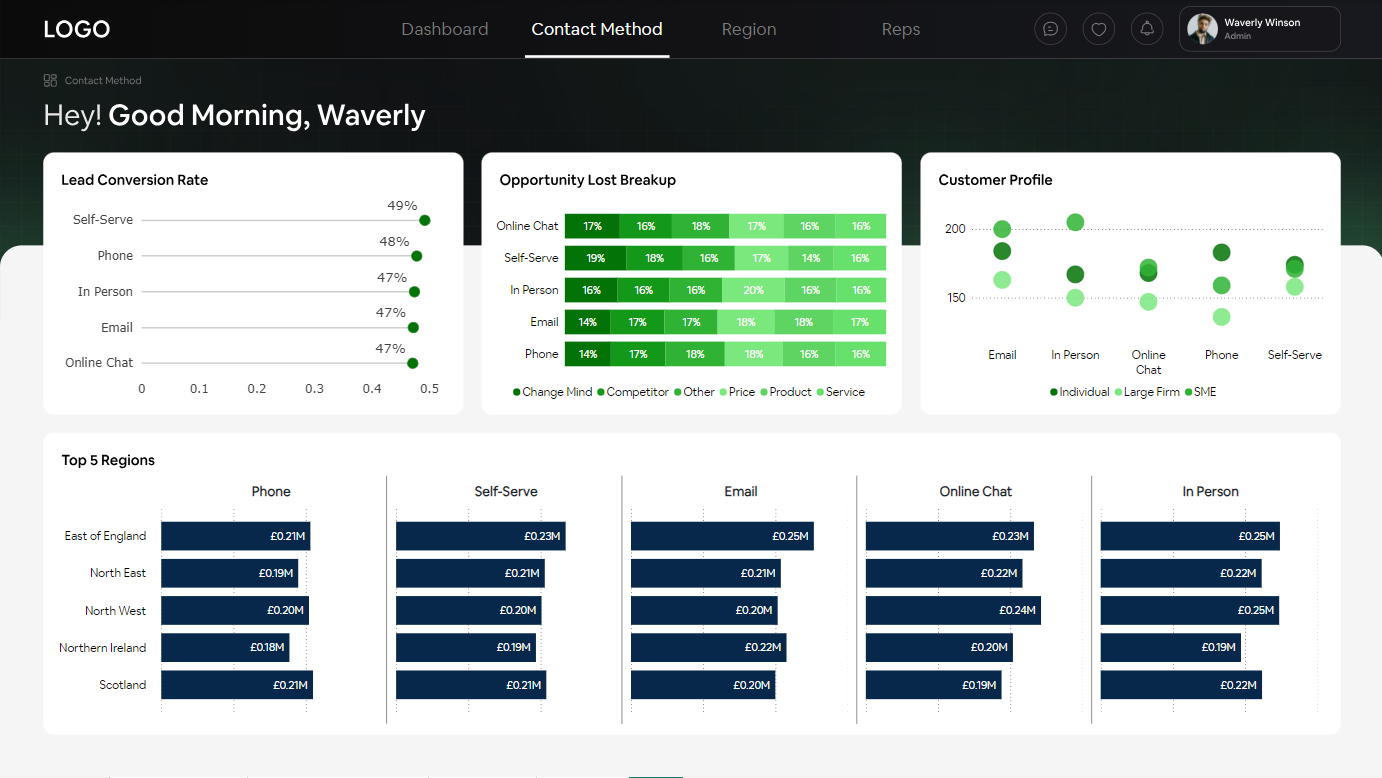 LOGO
Dashboard
Contact Method
Region
Reps
Waverly Winson
Admin
Contact Method
Hey! Good Morning, Waverly
Lead Conversion Rate
Self-Serve 49%
Phone 48%
In Person 47%
Email 47%
Online Chat 47%
0 0.1 0.2 0.3 0.4 0.5
Opportunity Lost Breakup
Online Chat 17% 16% 18% 17% 16% 16%
Self-Serve 19% 18% 16% 17% 14% 16%
In Person 16% 16% 16% 20% 16% 16%
Email 14% 17% 17% 18% 18% 17%
Phone 14% 17% 18% 18% 16% 16%
Change Mind Competitor Other Price Product Service
Customer Profile
200
150
Email In Person Online Chat Phone Self-Serve
Individual Large Firm SME
Top 5 Regions
Phone Self-Serve Email Online Chat In Person
East of England £0.21M £0.23M £0.25M £0.23M £0.25M
North East £0.19M £0.21M £0.21M £0.22M £0.22M
North West £0.20M £0.20M £0.20M £0.24M £0.25M
Northern Ireland £0.18M £0.19M £0.22M £0.20M £0.19M
Scotland £0.21M £0.21M £0.20M £0.19M £0.22M